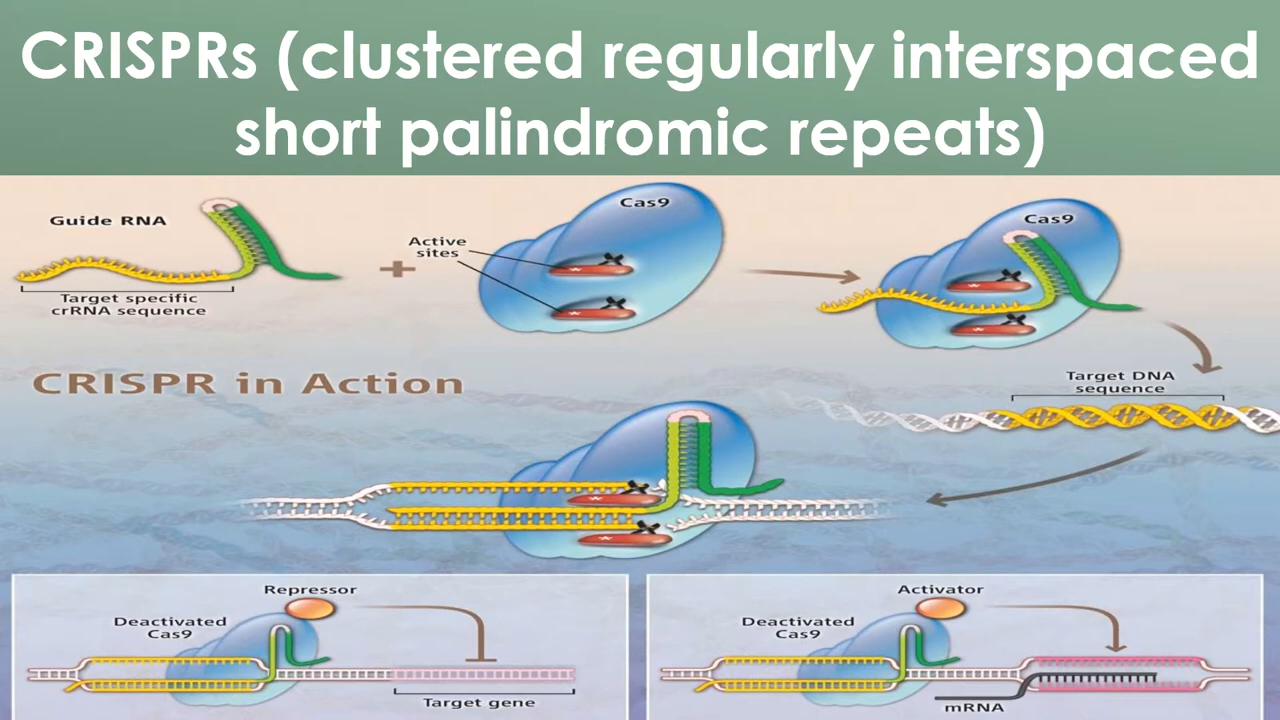 CRISPRs (clustered regularly interspaced
short palindromic repeats)
Guide RNA
Target specific
crRNA sequence
Active
sites
Cas9
Cas9
CRISPR in Action
Target DNA
sequence
Repressor
Deactivated
Cas9
Target gene
Activator
Deactivated
Cas9
mRNA